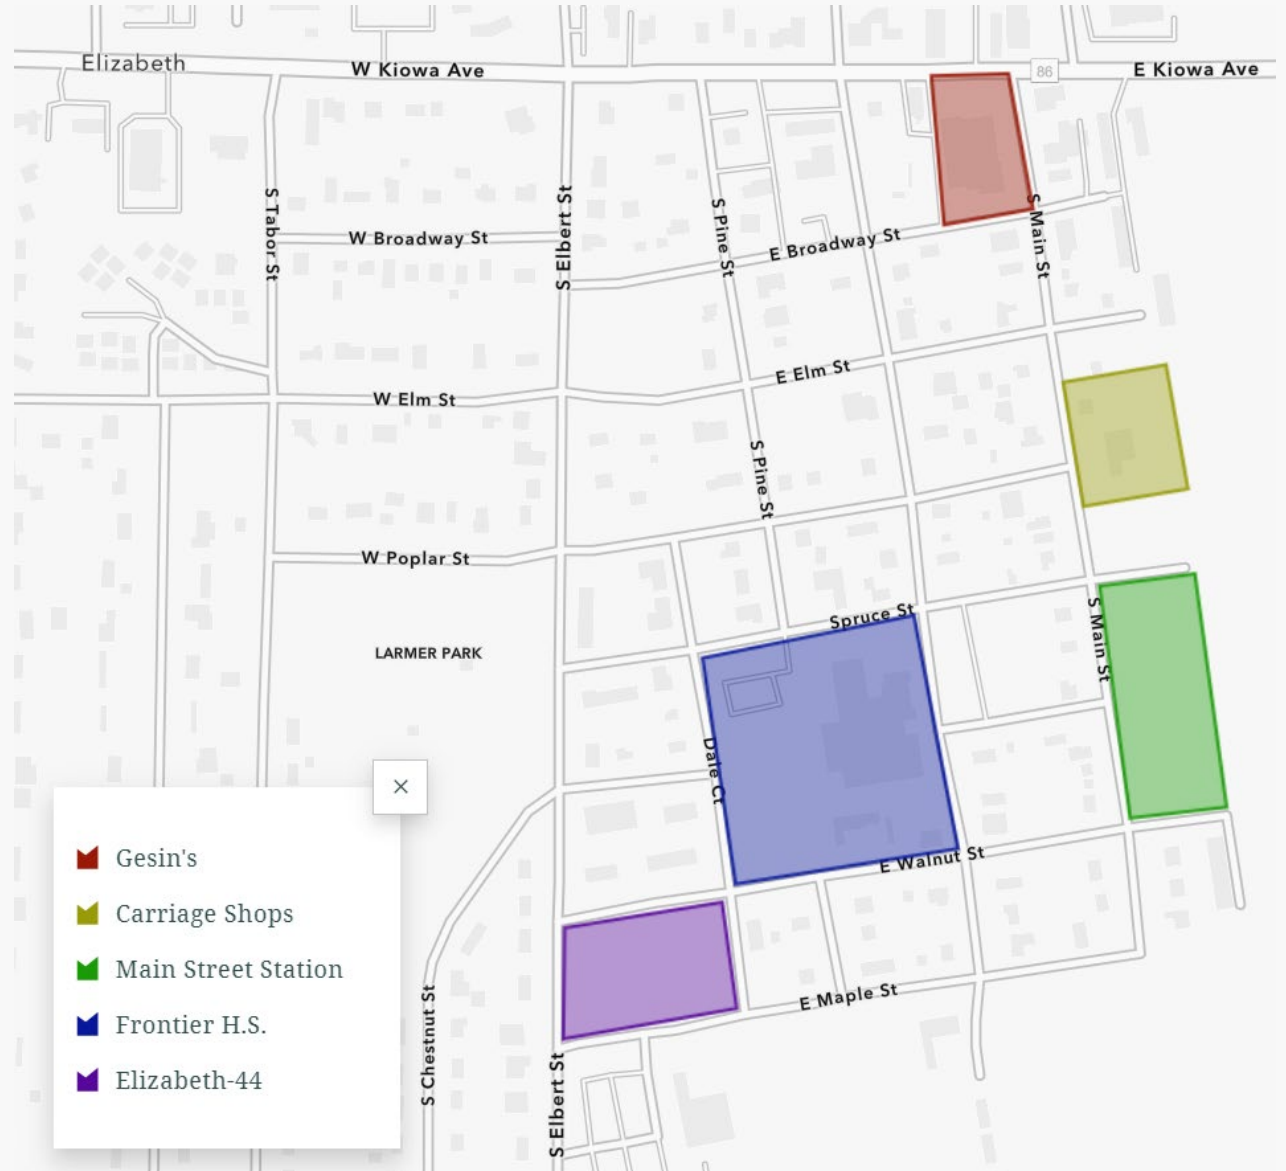 Elizabeth
W Kiowa Ave
86
E Kiowa Ave
S Tabor St
S Elbert St
S Pine St
S Main St
W Broadway St
E Broadway St
E Elm St
W Elm St
S Pine St
W Poplar St
Spruce St
S Main St
LARMER PARK
Dale Ct
E Walnut St
E Maple St
S Chestnut St
S Elbert St
×
Gesin's
Carriage Shops
Main Street Station
Frontier H.S.
Elizabeth-44